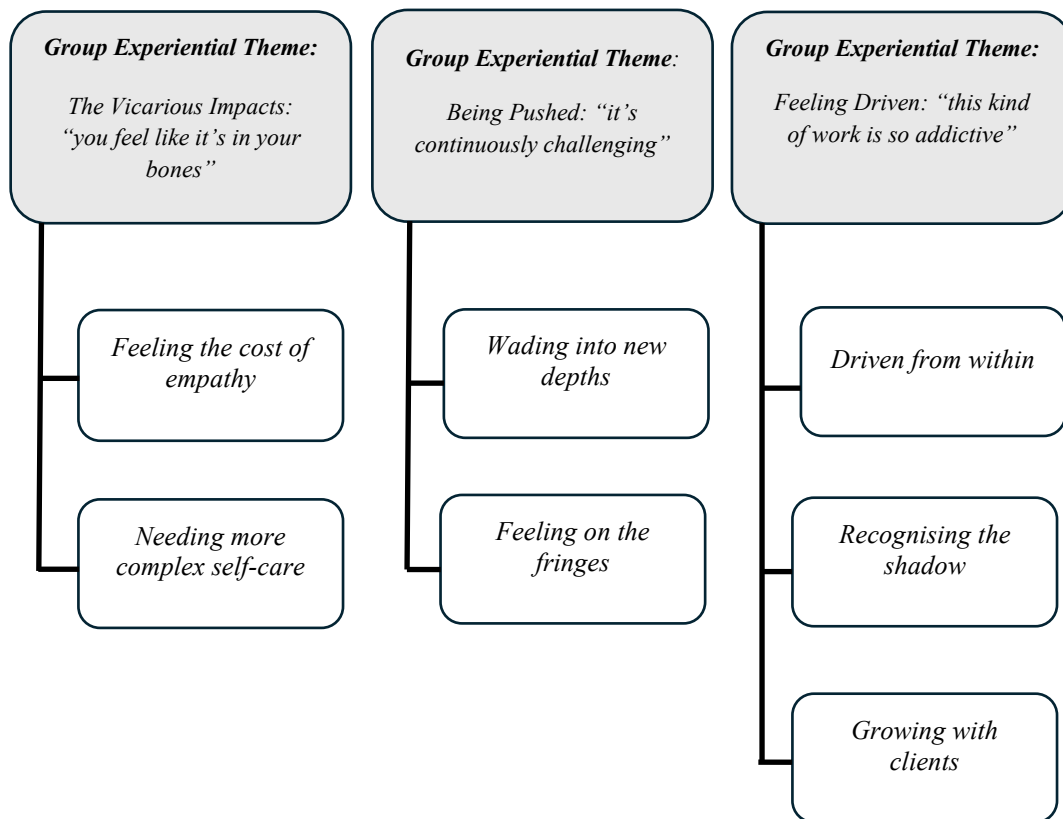 Group Experiential Theme:
The Vicarious Impacts:
“you feel like it’s in your
bones”
Feeling the cost of
empathy
Needing more
complex self-care
Group Experiential Theme:
Being Pushed: “it’s
continuously challenging”
Wading into new
depths
Feeling on the
fringes
Group Experiential Theme:
Feeling Driven: “this kind
of work is so addictive”
Driven from within
Recognising the
shadow
Growing with
clients